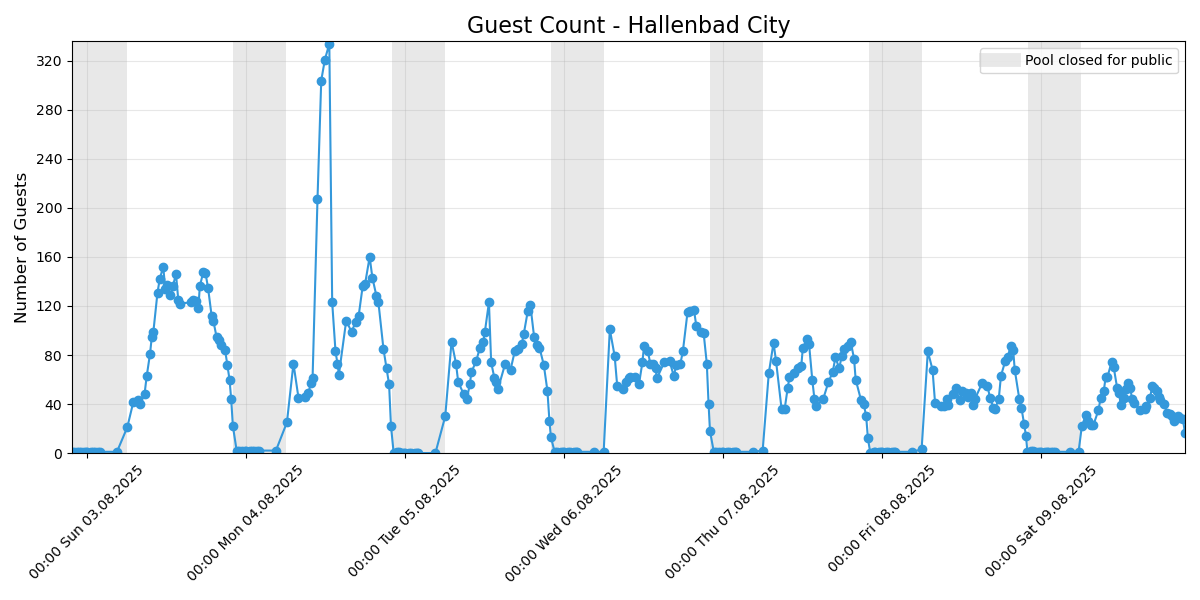 Guest Count - Hallenbad City
Pool closed for public
Number of Guests
320
280
240
200
160
120
80
40
0
00:00 Sun 03.08.2025
00:00 Mon 04.08.2025
00:00 Tue 05.08.2025
00:00 Wed 06.08.2025
00:00 Thu 07.08.2025
00:00 Fri 08.08.2025
00:00 Sat 09.08.2025